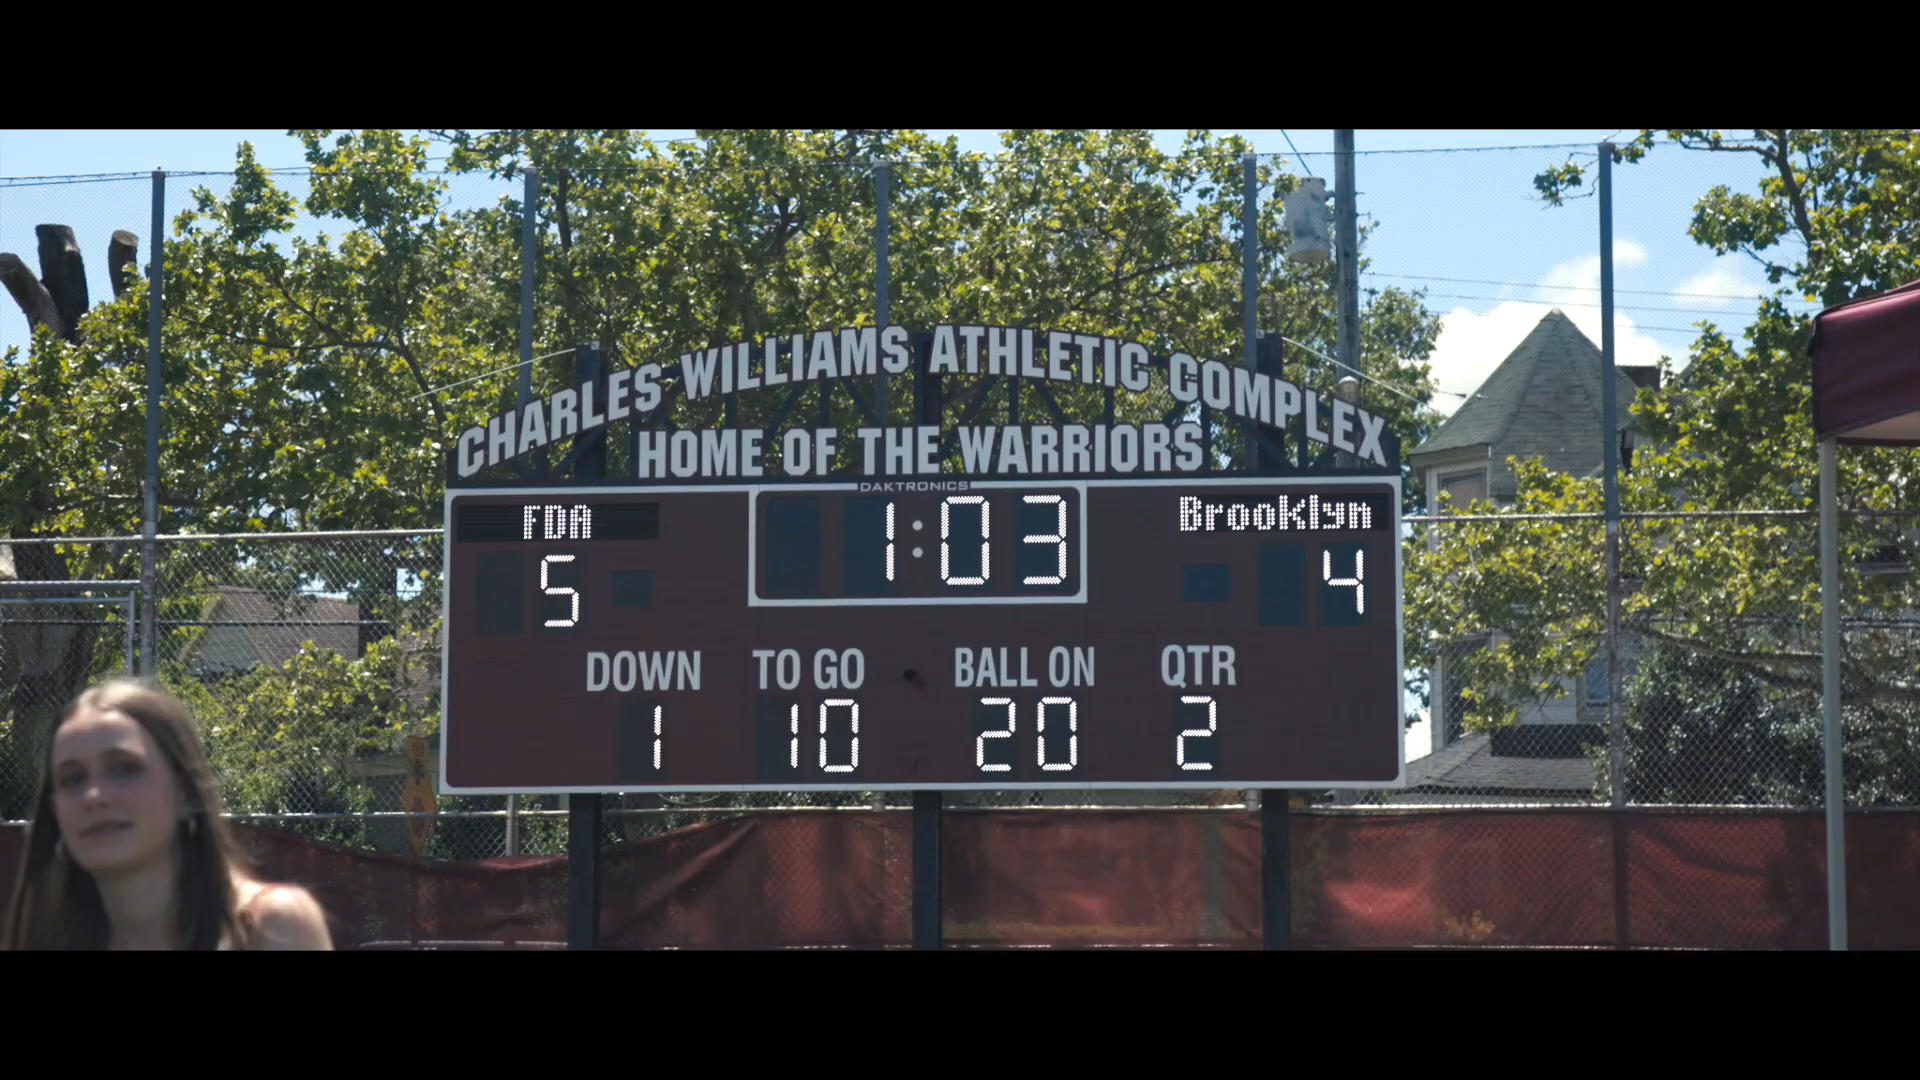 CHARLES WILLIAMS ATHLETIC COMPLEX
HOME OF THE WARRIORS
DAKTRONICS
FDA 1:03 Brooklyn
5 4
DOWN TO GO BALL ON QTR
1 10 20 2